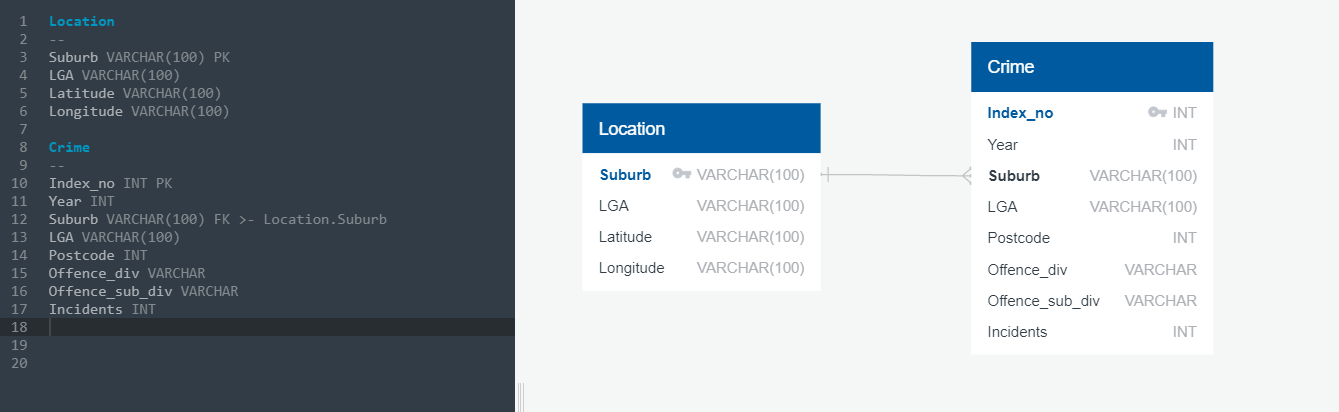 1 Location
2 --
3 Suburb VARCHAR(100) PK
4 LGA VARCHAR(100)
5 Latitude VARCHAR(100)
6 Longitude VARCHAR(100)
7
8 Crime
9 --
10 Index_no INT PK
11 Year INT
12 Suburb VARCHAR(100) FK >- Location.Suburb
13 LGA VARCHAR(100)
14 Postcode INT
15 Offence_div VARCHAR
16 Offence_sub_div VARCHAR
17 Incidents INT
18
19
20
Location
Suburb VARCHAR(100)
LGA VARCHAR(100)
Latitude VARCHAR(100)
Longitude VARCHAR(100)
Crime
Index_no INT
Year INT
Suburb VARCHAR(100)
LGA VARCHAR(100)
Postcode INT
Offence_div VARCHAR
Offence_sub_div VARCHAR
Incidents INT